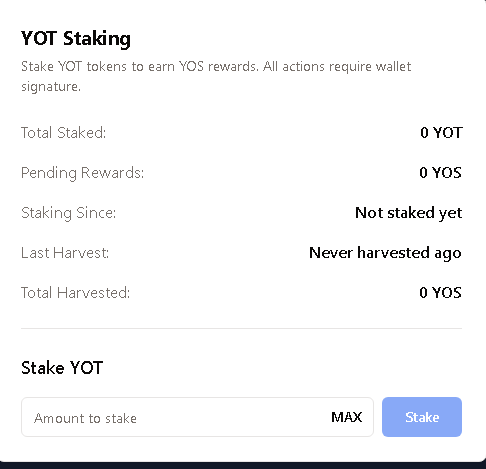 YOT Staking
Stake YOT tokens to earn YOS rewards. All actions require wallet
signature.
Total Staked: 0 YOT
Pending Rewards: 0 YOS
Staking Since: Not staked yet
Last Harvest: Never harvested ago
Total Harvested: 0 YOS
Stake YOT
Amount to stake MAX Stake